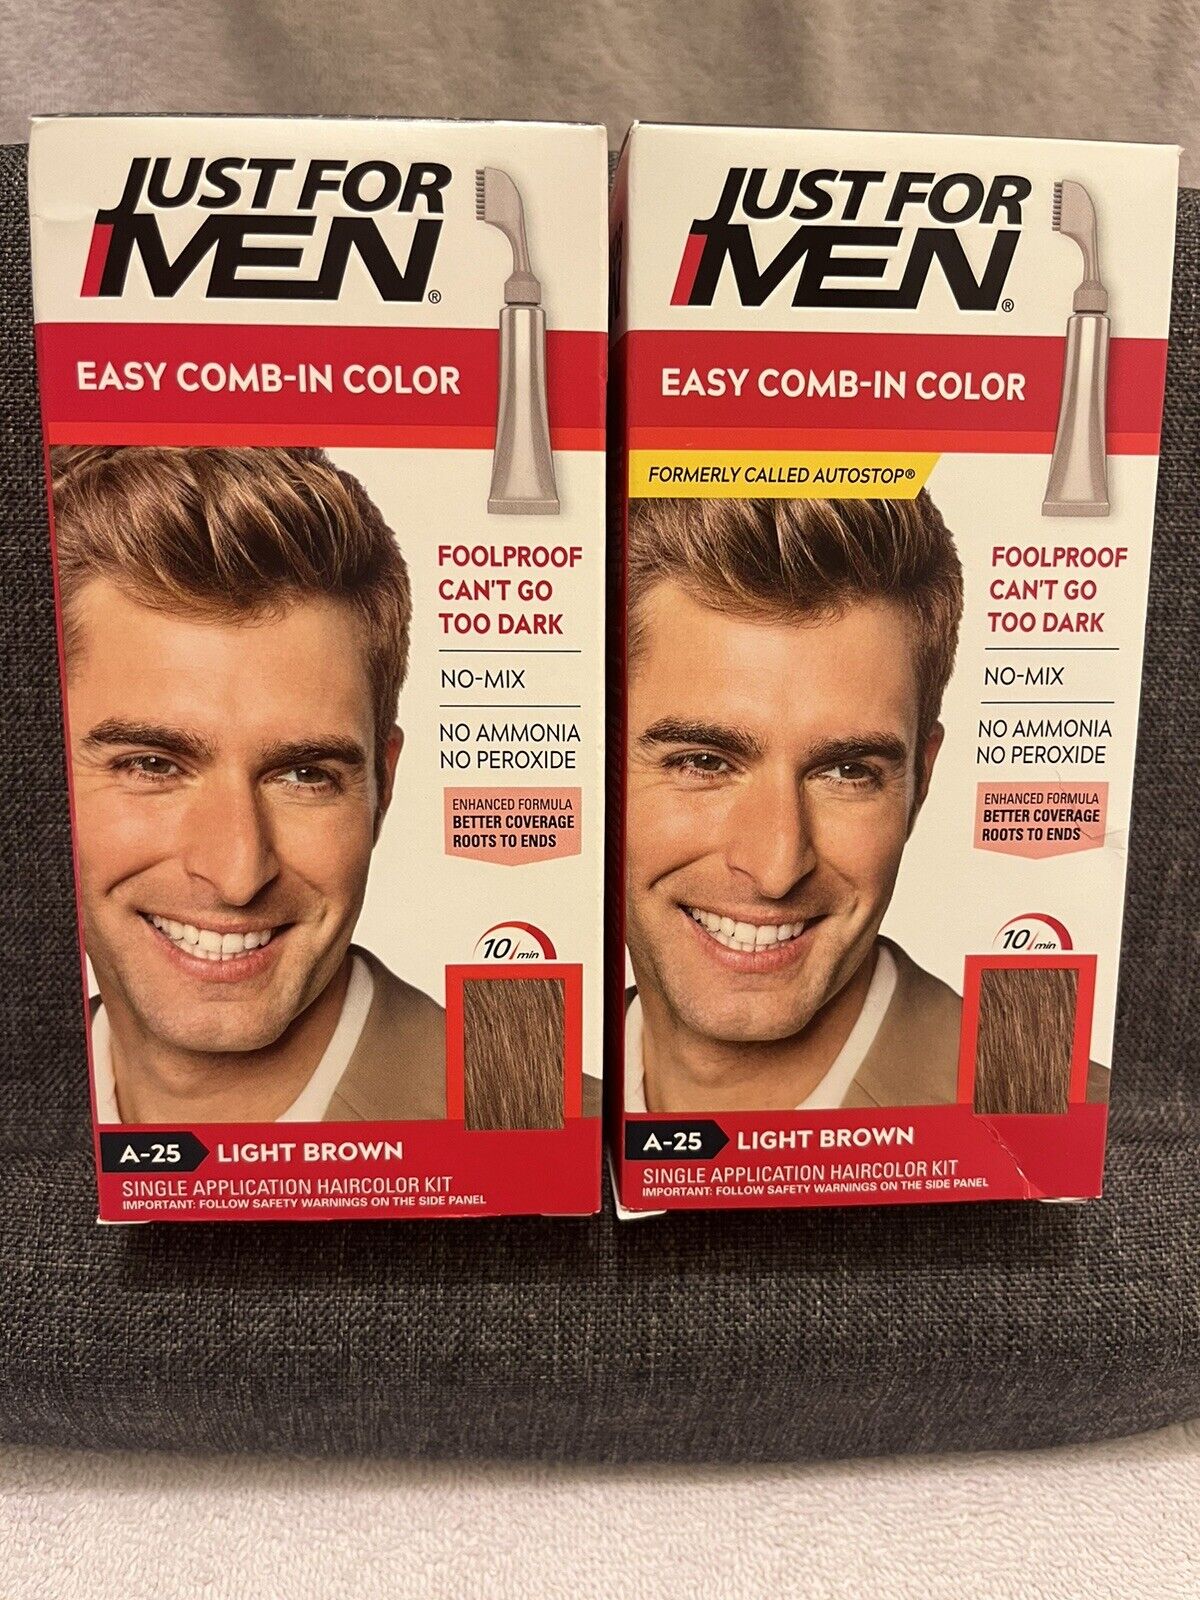 JUST FOR
MEN®
EASY COMB-IN COLOR
FOOLPROOF
CAN'T GO
TOO DARK
NO-MIX
NO AMMONIA
NO PEROXIDE
ENHANCED FORMULA
BETTER COVERAGE
ROOTS TO ENDS
10/min
A-25 LIGHT BROWN
SINGLE APPLICATION HAIRCOLOR KIT
IMPORTANT: FOLLOW SAFETY WARNINGS ON THE SIDE PANEL
JUST FOR
MEN®
EASY COMB-IN COLOR
FORMERLY CALLED AUTOSTOP®
FOOLPROOF
CAN'T GO
TOO DARK
NO-MIX
NO AMMONIA
NO PEROXIDE
ENHANCED FORMULA
BETTER COVERAGE
ROOTS TO ENDS
10/min
A-25 LIGHT BROWN
SINGLE APPLICATION HAIRCOLOR KIT
IMPORTANT: FOLLOW SAFETY WARNINGS ON THE SIDE PANEL